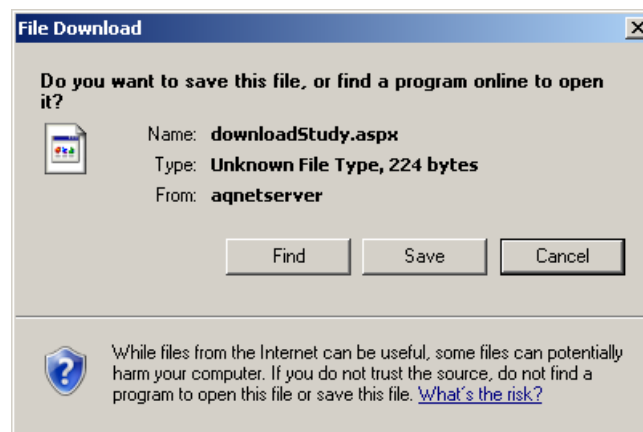 File Download
Do you want to save this file, or find a program online to open
it?
Name: downloadStudy.aspx
Type: Unknown File Type, 224 bytes
From: aqnetserver
Find Save Cancel
While files from the Internet can be useful, some files can potentially
harm your computer. If you do not trust the source, do not find a
program to open this file or save this file. What's the risk?